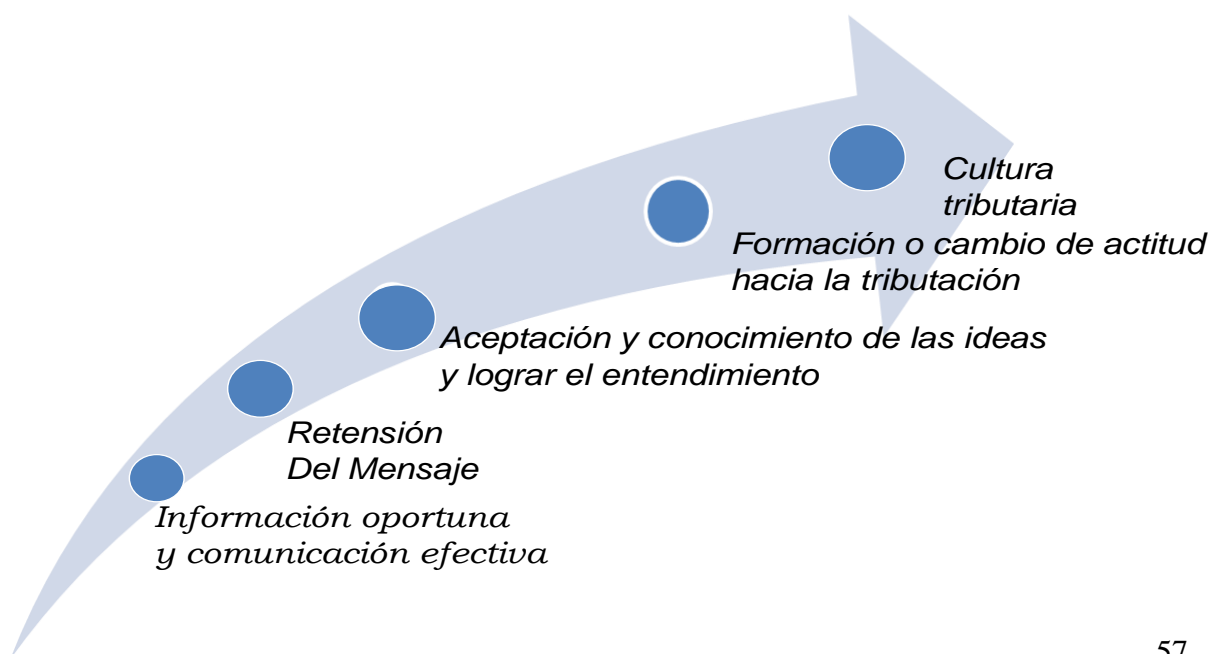 Cultura
tributaria
Formación o cambio de actitud
hacia la tributación
Aceptación y conocimiento de las ideas
y lograr el entendimiento
Retensión
Del Mensaje
Información oportuna
y comunicación efectiva
57